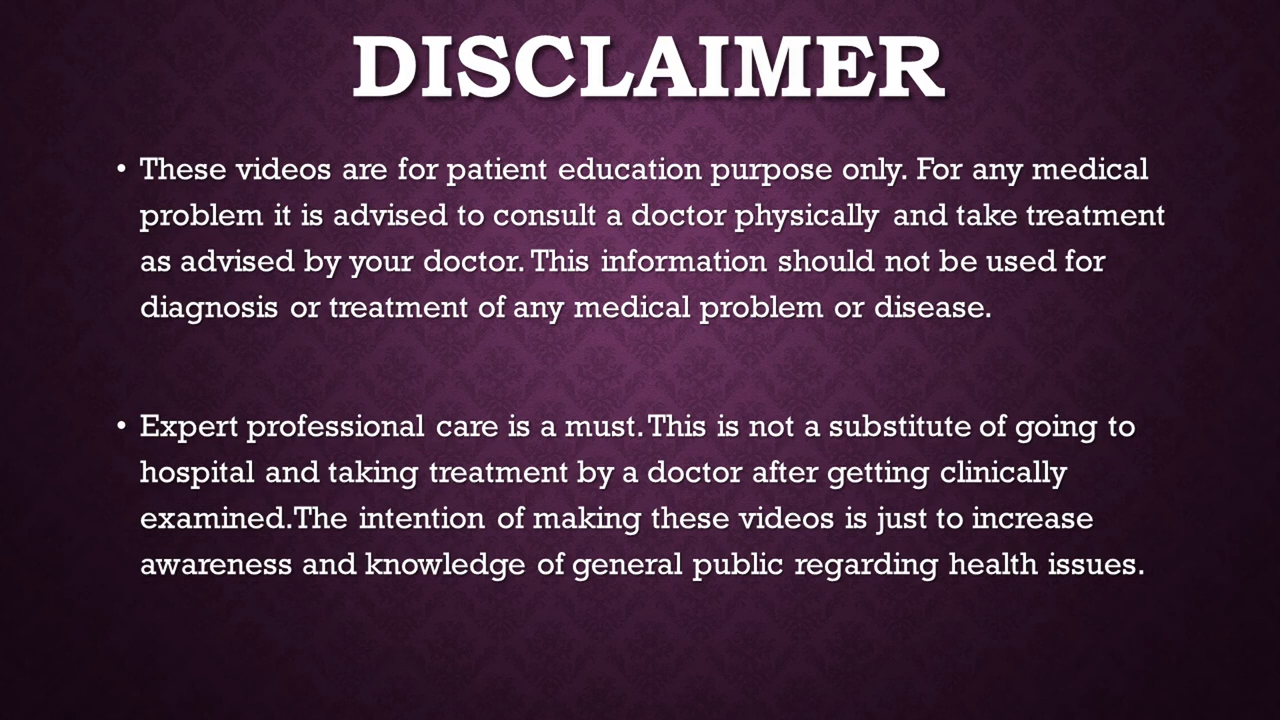 DISCLAIMER
• These videos are for patient education purpose only. For any medical
problem it is advised to consult a doctor physically and take treatment
as advised by your doctor. This information should not be used for
diagnosis or treatment of any medical problem or disease.
• Expert professional care is a must. This is not a substitute of going to
hospital and taking treatment by a doctor after getting clinically
examined.The intention of making these videos is just to increase
awareness and knowledge of general public regarding health issues.